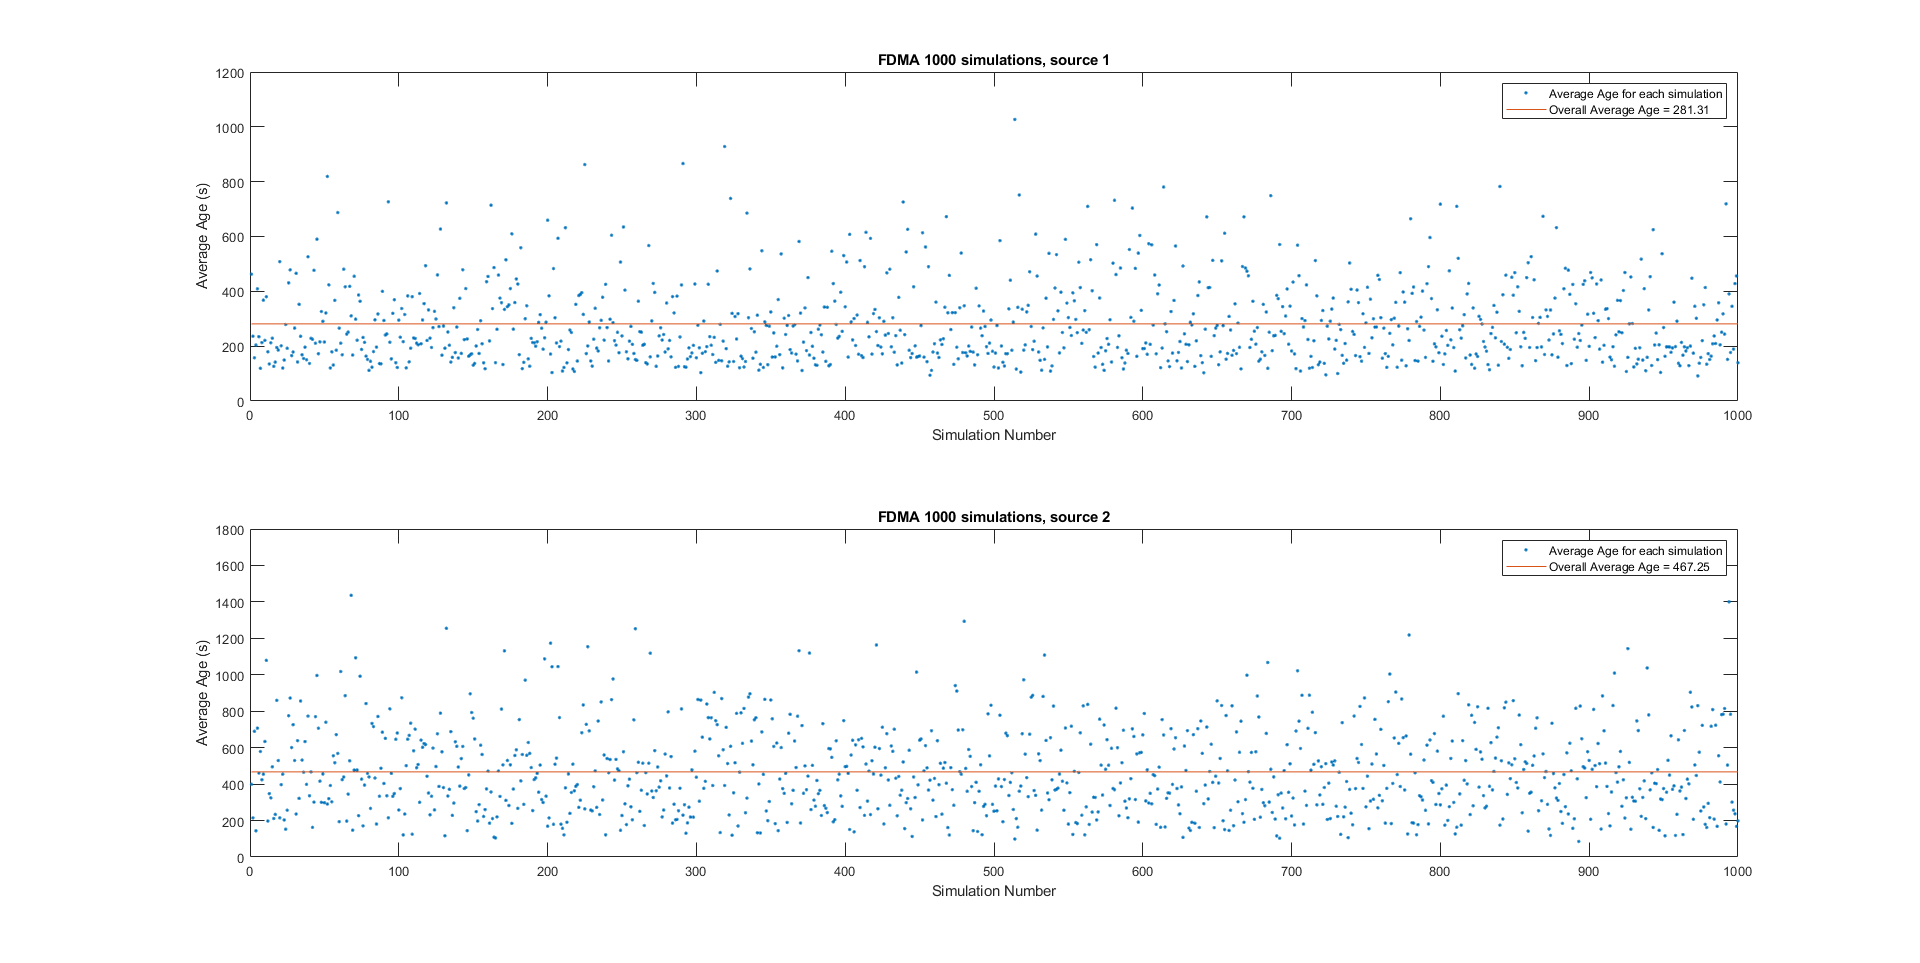 FDMA 1000 simulations, source 1
1200
1000
800
600
400
200
0
Average Age (s)
Average Age for each simulation
Overall Average Age = 281.31
0 100 200 300 400 500 600 700 800 900 1000
Simulation Number
FDMA 1000 simulations, source 2
1800
1600
1400
1200
1000
800
600
400
200
0
Average Age (s)
Average Age for each simulation
Overall Average Age = 467.25
0 100 200 300 400 500 600 700 800 900 1000
Simulation Number